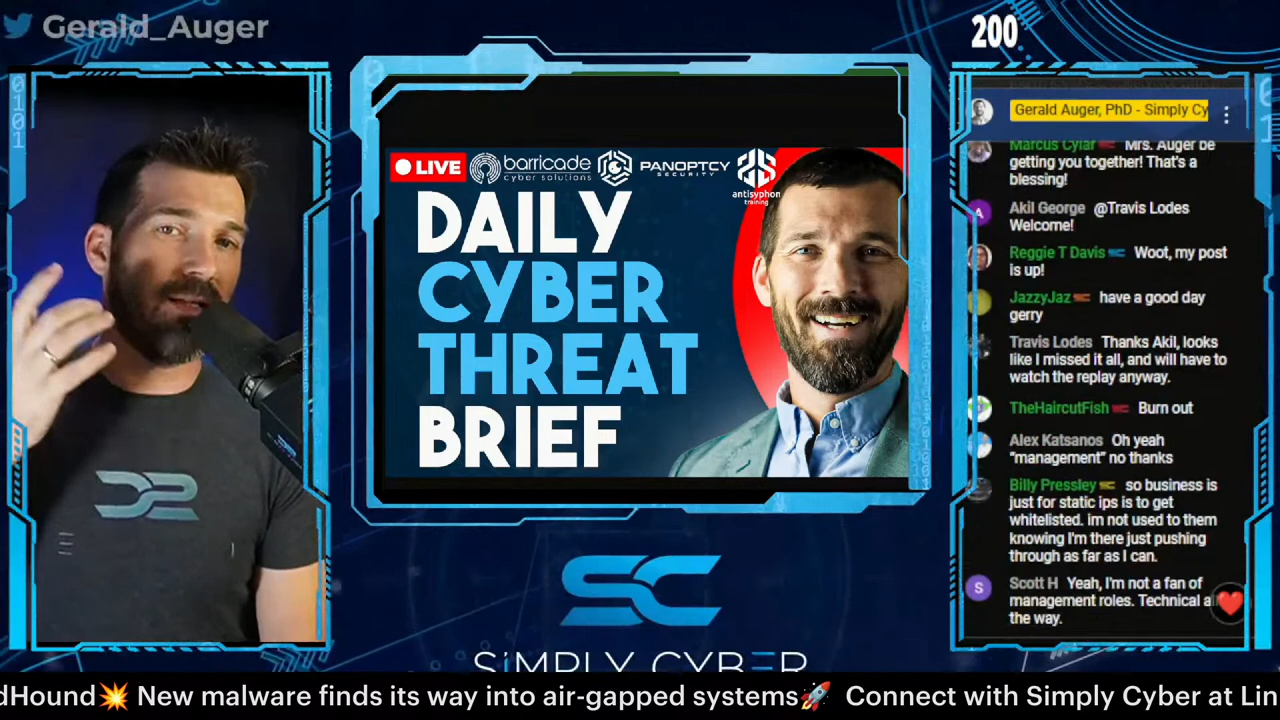 Gerald_Auger
200
LIVE
barricade
cyber solutions
PANOPTCY
SECURITY
antisyphon
training
DAILY
CYBER
THREAT
BRIEF
SC
SiMPLY CYBER
Gerald Auger, PhD - Simply Cy
Marcus Cylar Mrs. Auger be
getting you together! That's a
blessing!
A
Akil George @Travis Lodes
Welcome!
Reggie T Davis Woot, my post
is up!
JazzyJaz have a good day
gerry
Travis Lodes Thanks Akil, looks
like I missed it all, and will have to
watch the replay anyway.
TheHaircutFish Burn out
Alex Katsanos Oh yeah
“management” no thanks
Billy Pressley so business is
just for static ips is to get
whitelisted. im not used to them
knowing I'm there just pushing
through as far as I can.
S
Scott H Yeah, I'm not a fan of
management roles. Technical a
the way.
dHound💥 New malware finds its way into air-gapped systems🚀 Connect with Simply Cyber at Lin